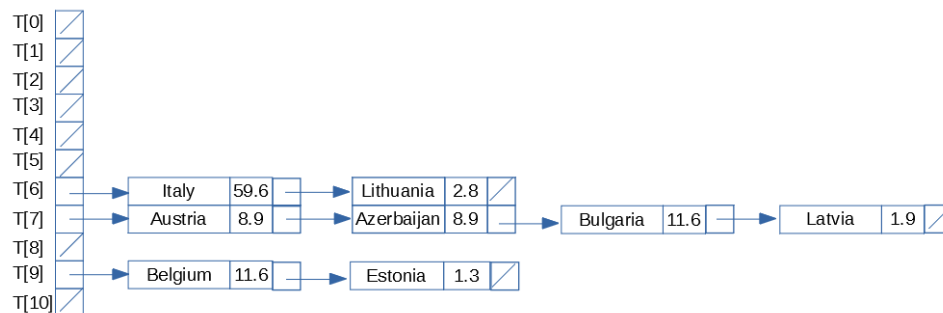 T[0]
T[1]
T[2]
T[3]
T[4]
T[5]
T[6] Italy 59.6 Lithuania 2.8
T[7] Austria 8.9 Azerbaijan 8.9 Bulgaria 11.6 Latvia 1.9
T[8]
T[9] Belgium 11.6 Estonia 1.3
T[10]